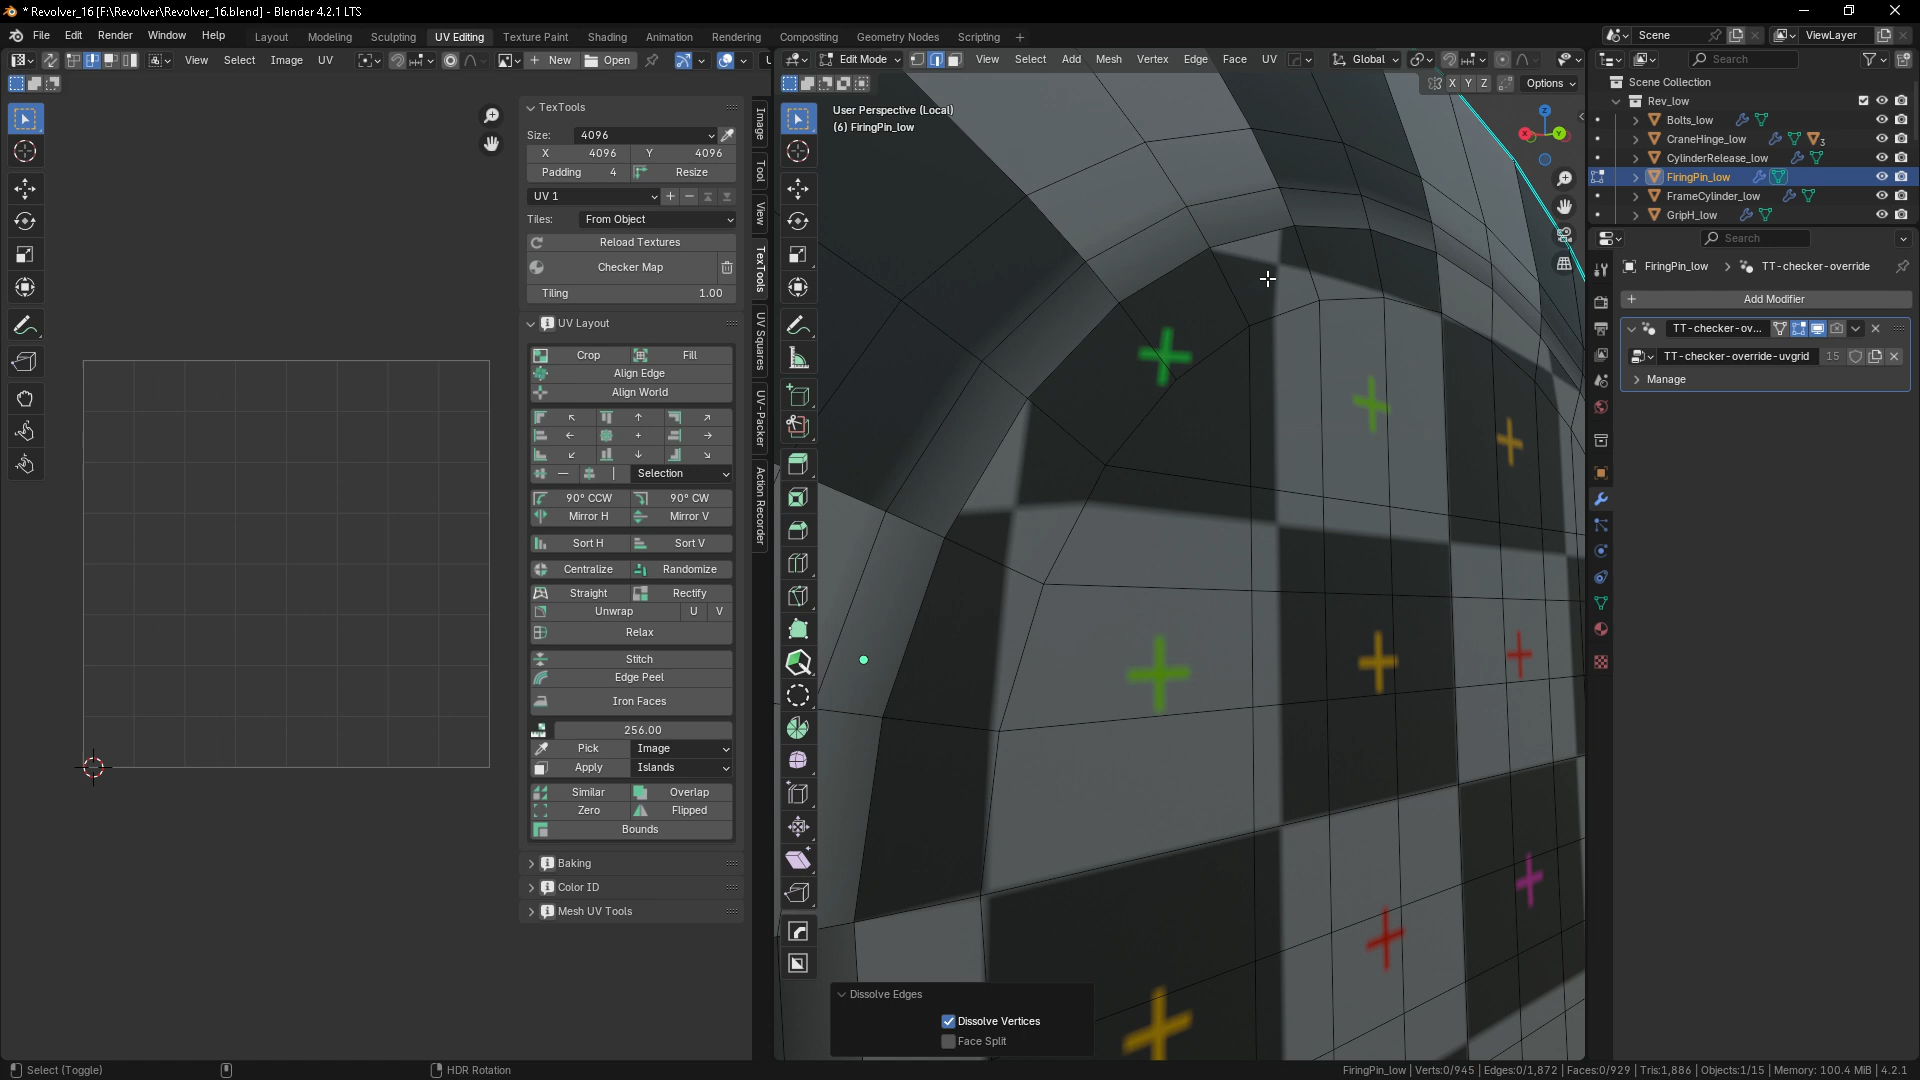 * Revolver_16 [F:\Revolver\Revolver_16.blend] - Blender 4.2.1 LTS
File Edit Render Window Help Layout Modeling Sculpting UV Editing Texture Paint Shading Animation Rendering Compositing Geometry Nodes Scripting +
Scene ViewLayer
View Select Image UV New Open
Edit Mode View Select Add Mesh Vertex Edge Face UV Global
Search
X Y Z Options
Scene Collection
Rev_low
Bolts_low
CraneHinge_low 3
CylinderRelease_low
FiringPin_low
FrameCylinder_low
GripH_low
TexTools
Size: 4096
X 4096 Y 4096
Padding 4 Resize
UV 1
Tiles: From Object
Reload Textures
Checker Map
Tiling 1.00
UV Layout
Crop Fill
Align Edge
Align World
Selection
90° CCW 90° CW
Mirror H Mirror V
Sort H Sort V
Centralize Randomize
Straight Rectify
Unwrap U V
Relax
Stitch
Edge Peel
Iron Faces
256.00
Pick Image
Apply Islands
Similar Overlap
Zero Flipped
Bounds
Baking
Color ID
Mesh UV Tools
Image
Tool
View
TexTools
UV Squares
UV-Packer
Action Recorder
User Perspective (Local)
(6) FiringPin_low
X Y Z
Dissolve Edges
Dissolve Vertices
Face Split
Search
FiringPin_low > TT-checker-override
Add Modifier
TT-checker-ov...
TT-checker-override-uvgrid 15
Manage
Select (Toggle) HDR Rotation
FiringPin_low | Verts:0/945 | Edges:0/1,872 | Faces:0/929 | Tris:1,886 | Objects:1/15 | Memory: 100.4 MiB | 4.2.1